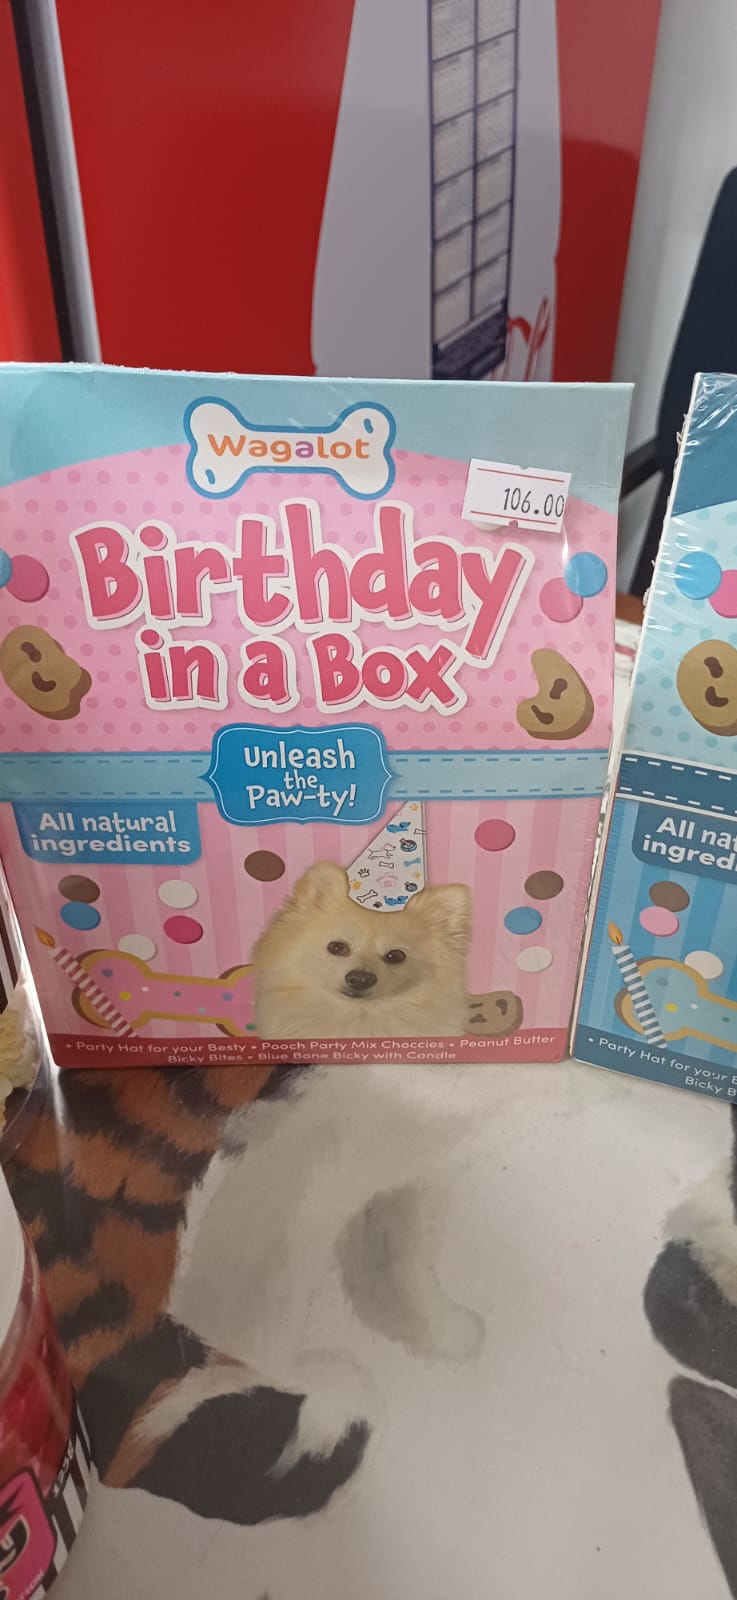 Wagalot
106.00
Birthday
in a Box
Unleash
the
Paw-ty!
All natural
ingredients
• Party Hat for your Besty • Pooch Party Mix Choccies • Peanut Butter
Bicky Bites • Blue Bone Bicky with Candle
All nat
ingred
• Party Hat for your B
Bicky B